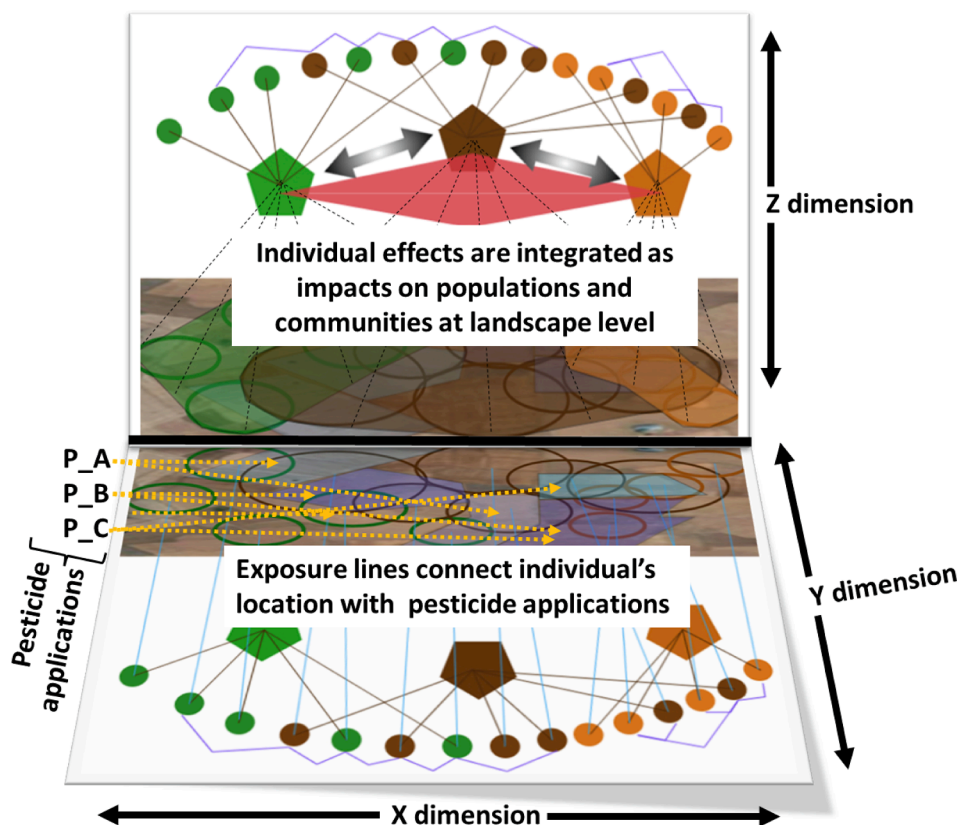 Z dimension
Individual effects are integrated as
impacts on populations and
communities at landscape level
P_A
P_B
P_C
Pesticide
applications
Exposure lines connect individual's
location with pesticide applications
Y dimension
X dimension